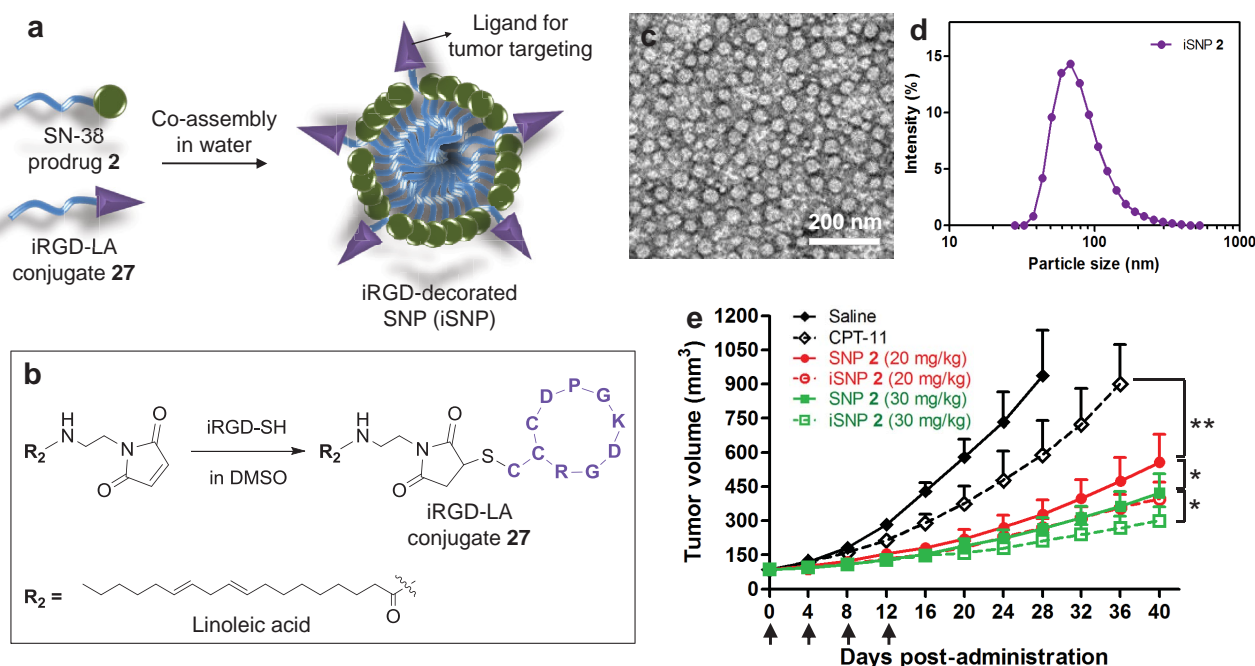 a
Ligand for
tumor targeting
SN-38
prodrug 2
Co-assembly
in water
iRGD-LA
conjugate 27
iRGD-decorated
SNP (iSNP)
b
H
N
R2
N
O
O
iRGD-SH
in DMSO
H
N
R2
N
O
O
S
C
C
D
P
G
K
D
G
R
iRGD-LA
conjugate 27
R2 =
O
Linoleic acid
c
200 nm
d
iSNP 2
Intensity (%)
15
10
5
0
10
100
1000
Particle size (nm)
e
Saline
CPT-11
SNP 2 (20 mg/kg)
iSNP 2 (20 mg/kg)
SNP 2 (30 mg/kg)
iSNP 2 (30 mg/kg)
Tumor volume (mm3)
1200
1050
900
750
600
450
300
150
0
**
*
*
0 4 8 12 16 20 24 28 32 36 40
Days post-administration